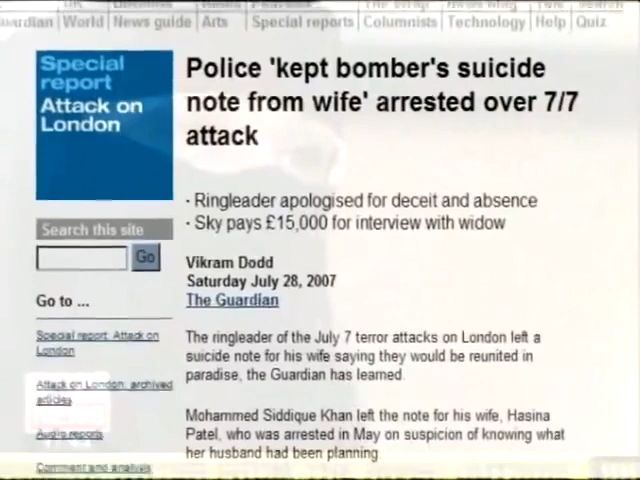 World | News guide | Arts | Special reports | Columnists | Technology | Help | Quiz
Special
report
Attack on
London
Police 'kept bomber's suicide
note from wife' arrested over 7/7
attack
· Ringleader apologised for deceit and absence
· Sky pays £15,000 for interview with widow
Search this site
Go
Vikram Dodd
Saturday July 28, 2007
The Guardian
Go to ...
Special report: Attack on
London
Attack on London: archived
articles
Audio reports
Comment and analysis
The ringleader of the July 7 terror attacks on London left a
suicide note for his wife saying they would be reunited in
paradise, the Guardian has learned.
Mohammed Siddique Khan left the note for his wife, Hasina
Patel, who was arrested in May on suspicion of knowing what
her husband had been planning